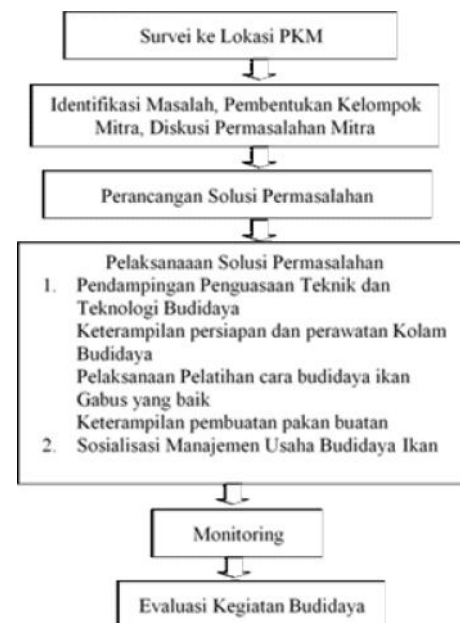 Survei ke Lokasi PKM
Identifikasi Masalah, Pembentukan Kelompok
Mitra, Diskusi Permasalahan Mitra
Perancangan Solusi Permasalahan
Pelaksanaaan Solusi Permasalahan
1. Pendampingan Penguasaan Teknik dan
Teknologi Budidaya
Keterampilan persiapan dan perawatan Kolam
Budidaya
Pelaksanaan Pelatihan cara budidaya ikan
Gabus yang baik
Keterampilan pembuatan pakan buatan
2. Sosialisasi Manajemen Usaha Budidaya Ikan
Monitoring
Evaluasi Kegiatan Budidaya